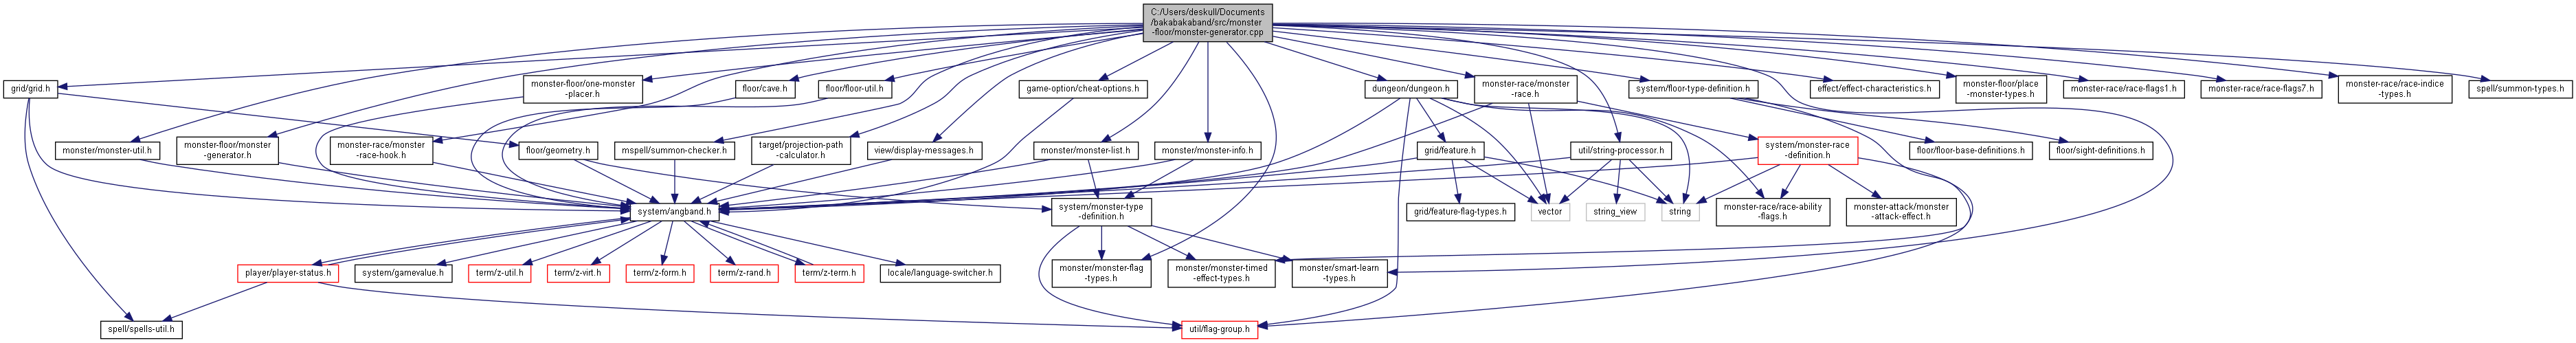 C:/Users/deskull/Documents
/bakabakaband/src/monster
-floor/monster-generator.cpp
grid/grid.h
monster-floor/one-monster
-placer.h
floor/cave.h
floor/floor-util.h
game-option/cheat-options.h
dungeon/dungeon.h
monster-race/monster
-race.h
system/floor-type-definition.h
effect/effect-characteristics.h
monster-floor/place
-monster-types.h
monster-race/race-flags1.h
monster-race/race-flags7.h
monster-race/race-indice
-types.h
spell/summon-types.h
monster/monster-util.h
monster-floor/monster
-generator.h
monster-race/monster
-race-hook.h
floor/geometry.h
mspell/summon-checker.h
target/projection-path
-calculator.h
view/display-messages.h
monster/monster-list.h
monster/monster-info.h
grid/feature.h
util/string-processor.h
system/monster-race
-definition.h
floor/floor-base-definitions.h
floor/sight-definitions.h
system/angband.h
system/monster-type
-definition.h
grid/feature-flag-types.h
vector
string_view
string
monster-race/race-ability
-flags.h
monster-attack/monster
-attack-effect.h
player/player-status.h
system/gamevalue.h
term/z-util.h
term/z-virt.h
term/z-form.h
term/z-rand.h
term/z-term.h
locale/language-switcher.h
monster/monster-flag
-types.h
monster/monster-timed
-effect-types.h
monster/smart-learn
-types.h
spell/spells-util.h
util/flag-group.h